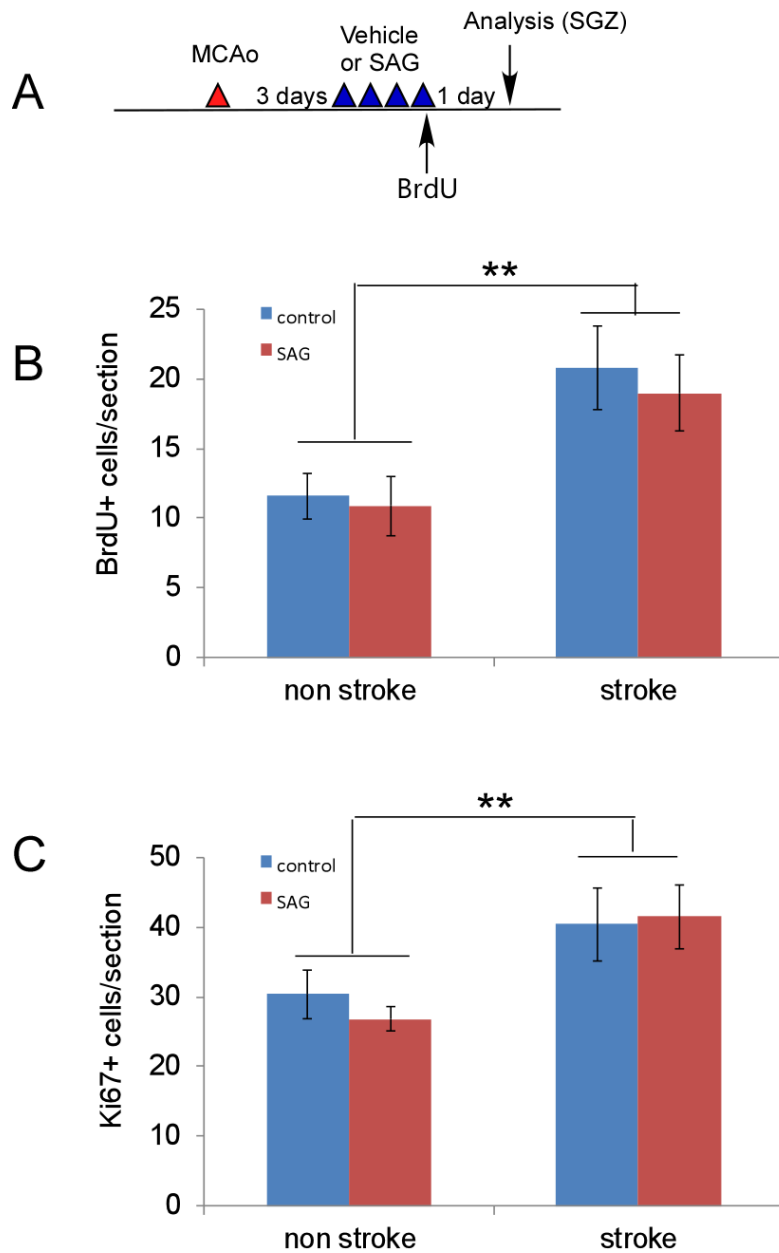 A
MCAo
3 days
Vehicle
or SAG
1 day
Analysis (SGZ)
BrdU
B
**
control
SAG
BrdU+ cells/section
25
20
15
10
5
0
non stroke
stroke
C
**
control
SAG
Ki67+ cells/section
50
40
30
20
10
0
non stroke
stroke